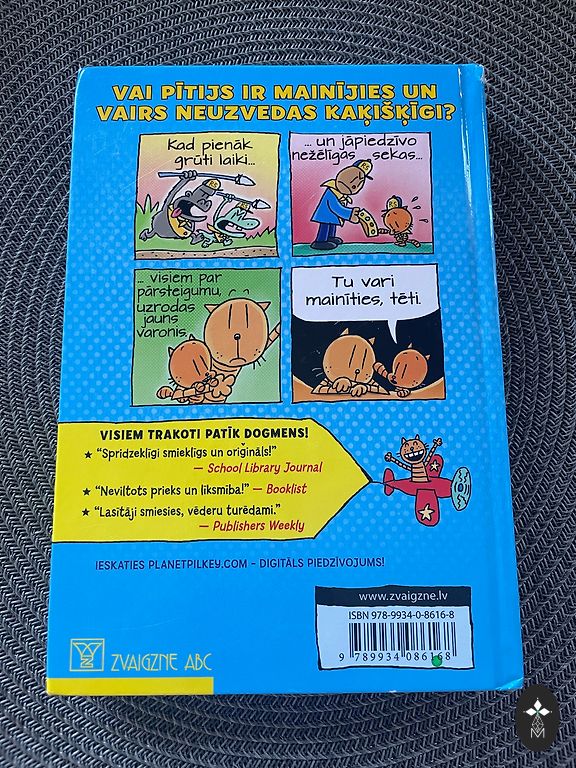 VAI PĪTIJS IR MAINĪJIES UN
VAIRS NEUZVEDAS KAĶIŠĶĪGI?
Kad pienāk
grūti laiki...
... un jāpiedzīvo
nežēlīgas sekas...
... visiem par
pārsteigumu,
uzrodas
jauns
varonis.
Tu vari
mainīties, tēti.
VISIEM TRAKOTI PATĪK DOGMENS!
★ "Spridzekļīgi smieklīgs un oriģināls!"
— School Library Journal
★ "Neviltots prieks un līksmība!" — Booklist
★ "Lasītāji smiesies, vēderu turēdami."
— Publishers Weekly
IESKATIES PLANETPILKEY.COM – DIGITĀLS PIEDZĪVOJUMS!
www.zvaigzne.lv
ISBN 978-9934-0-8616-8
9 789934 086168
ZVAIGZNE ABC